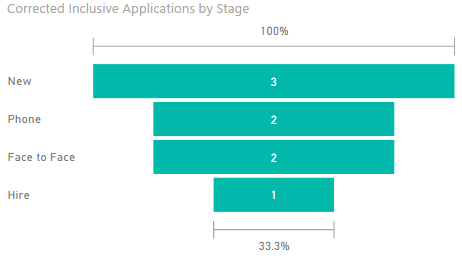 Corrected Inclusive Applications by Stage
100%
New 3
Phone 2
Face to Face 2
Hire 1
33.3%